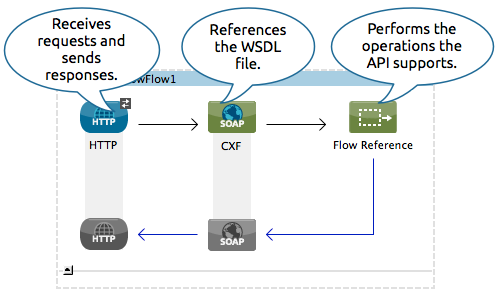 Receives
requests and
sends
responses.
References
the WSDL
file.
Performs the
operations the
API supports.
owFlow1
HTTP
SOAP
HTTP
CXF
Flow Reference
HTTP
SOAP